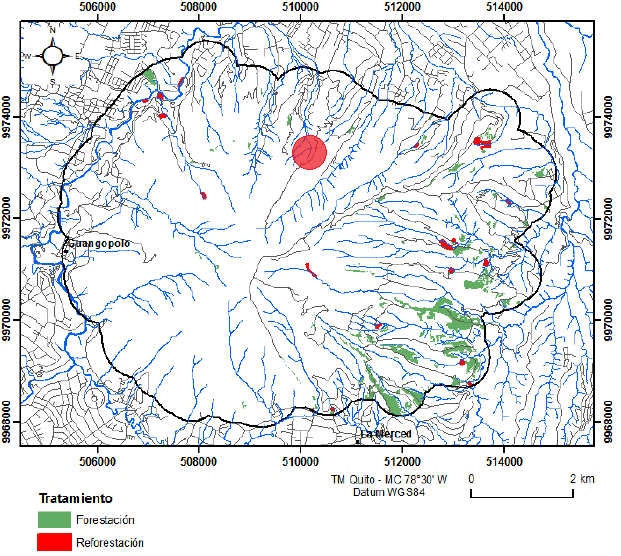 506000 508000 510000 512000 514000
N
W E
S
9974000 9974000
9972000 9972000
Guangopolo
9970000 9970000
9968000 9968000
La Merced
506000 508000 510000 512000 514000
TM Quito - MC 78°30' W
Datum WGS84
0 2 km
Tratamiento
Forestación
Reforestación